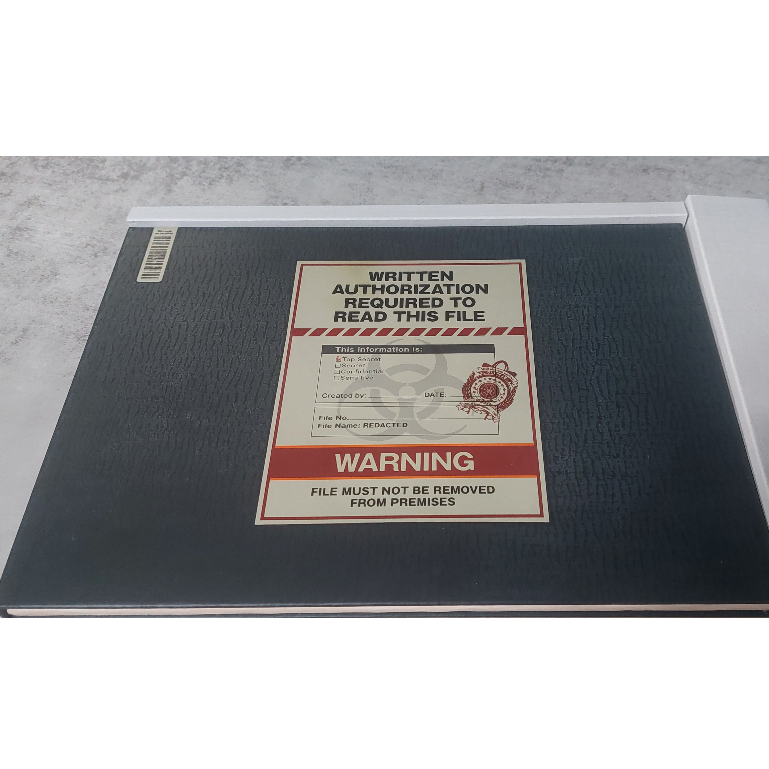 WRITTEN
AUTHORIZATION
REQUIRED TO
READ THIS FILE
This information is:
Top Secret
Secret
Confidential
Sensitive
Created by:
DATE:
File No.
File Name: REDACTED
WARNING
FILE MUST NOT BE REMOVED
FROM PREMISES